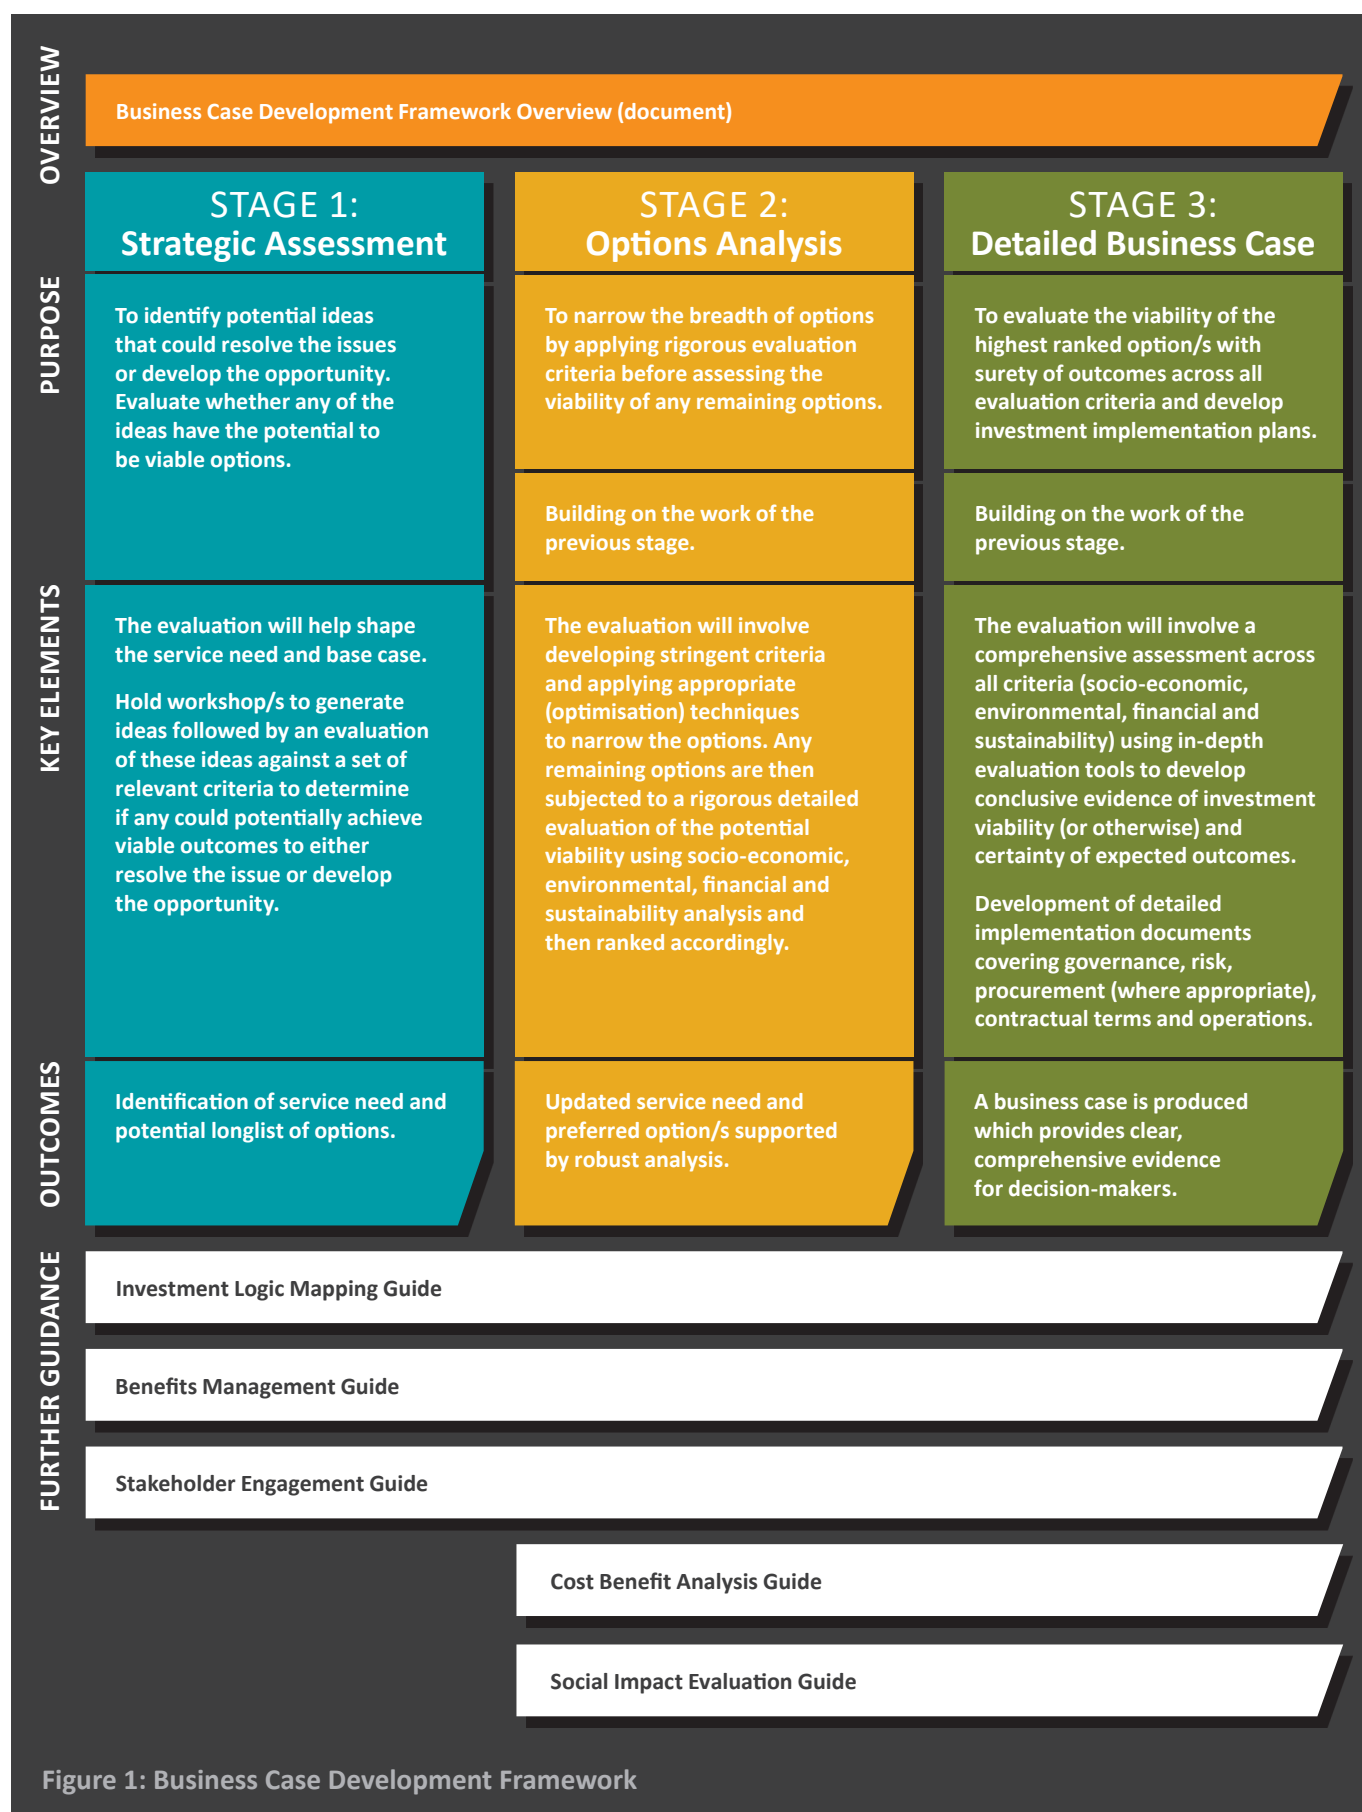 OVERVIEW
Business Case Development Framework Overview (document)
STAGE 1:
Strategic Assessment
STAGE 2:
Options Analysis
STAGE 3:
Detailed Business Case
PURPOSE
To identify potential ideas
that could resolve the issues
or develop the opportunity.
Evaluate whether any of the
ideas have the potential to
be viable options.
To narrow the breadth of options
by applying rigorous evaluation
criteria before assessing the
viability of any remaining options.
Building on the work of the
previous stage.
To evaluate the viability of the
highest ranked option/s with
surety of outcomes across all
evaluation criteria and develop
investment implementation plans.
Building on the work of the
previous stage.
KEY ELEMENTS
The evaluation will help shape
the service need and base case.
Hold workshop/s to generate
ideas followed by an evaluation
of these ideas against a set of
relevant criteria to determine
if any could potentially achieve
viable outcomes to either
resolve the issue or develop
the opportunity.
The evaluation will involve
developing stringent criteria
and applying appropriate
(optimisation) techniques
to narrow the options. Any
remaining options are then
subjected to a rigorous detailed
evaluation of the potential
viability using socio-economic,
environmental, financial and
sustainability analysis and
then ranked accordingly.
The evaluation will involve a
comprehensive assessment across
all criteria (socio-economic,
environmental, financial and
sustainability) using in-depth
evaluation tools to develop
conclusive evidence of investment
viability (or otherwise) and
certainty of expected outcomes.
Development of detailed
implementation documents
covering governance, risk,
procurement (where appropriate),
contractual terms and operations.
OUTCOMES
Identification of service need and
potential longlist of options.
Updated service need and
preferred option/s supported
by robust analysis.
A business case is produced
which provides clear,
comprehensive evidence
for decision-makers.
FURTHER GUIDANCE
Investment Logic Mapping Guide
Benefits Management Guide
Stakeholder Engagement Guide
Cost Benefit Analysis Guide
Social Impact Evaluation Guide
Figure 1: Business Case Development Framework